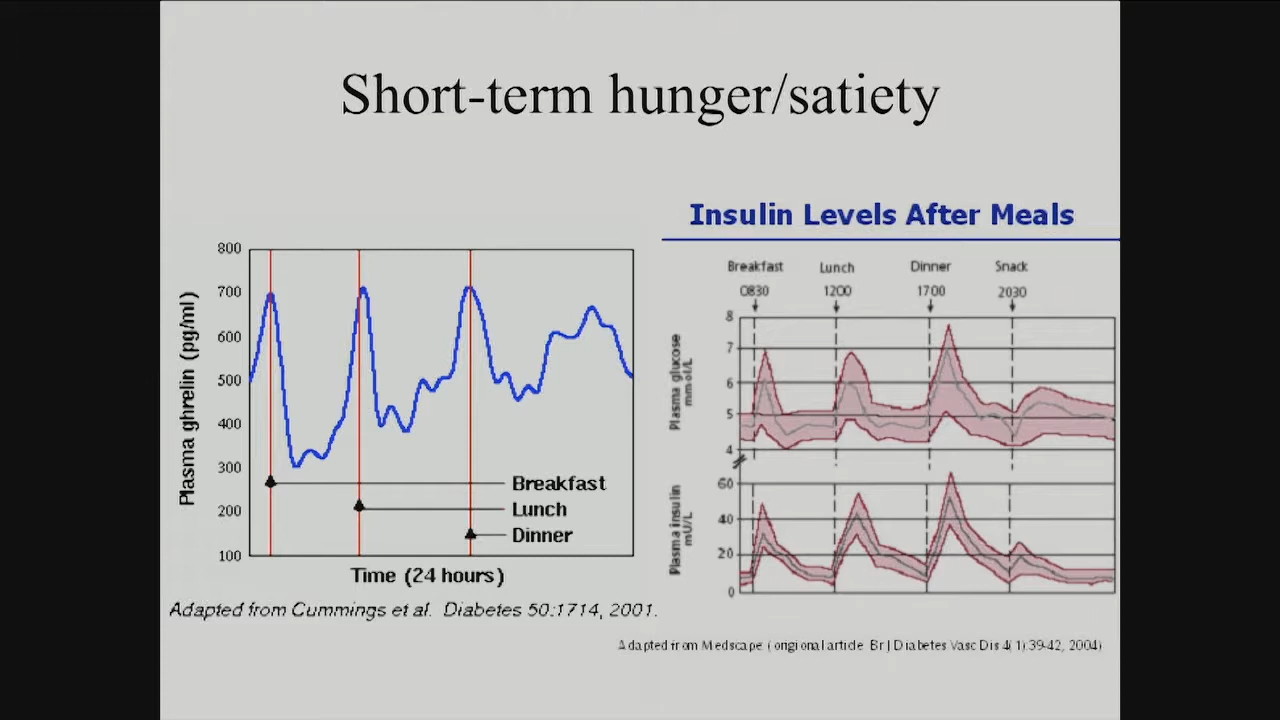 Short-term hunger/satiety
800
700
600
500
400
300
200
100
Plasma ghrelin (pg/ml)
Breakfast
Lunch
Dinner
Time (24 hours)
Adapted from Cummings et al. Diabetes 50:1714, 2001.
Insulin Levels After Meals
Breakfast Lunch Dinner Snack
0830 1200 1700 2030
8
7
6
5
4
Plasma glucose
mmol/L
60
40
20
0
Plasma insulin
mU/L
Adapted from Medscape (origional article Br J Diabetes Vasc Dis 4(1):39-42, 2004)